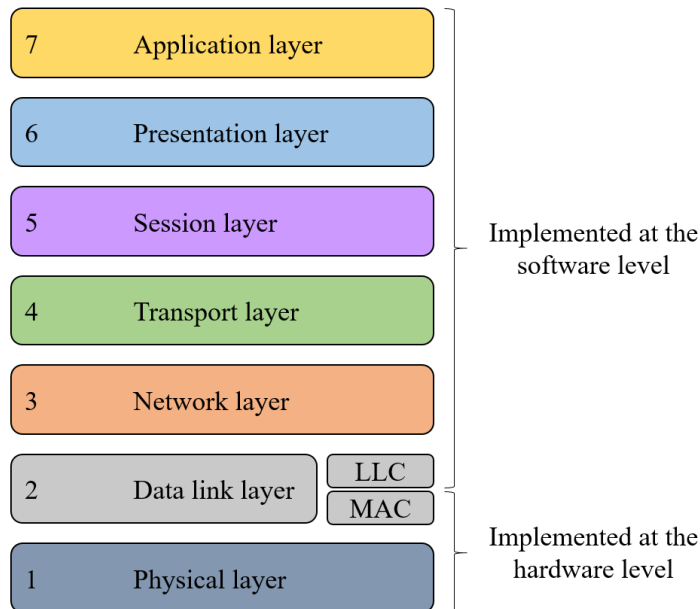 7 Application layer
6 Presentation layer
5 Session layer
Implemented at the
software level
4 Transport layer
3 Network layer
2 Data link layer
LLC
MAC
Implemented at the
hardware level
1 Physical layer